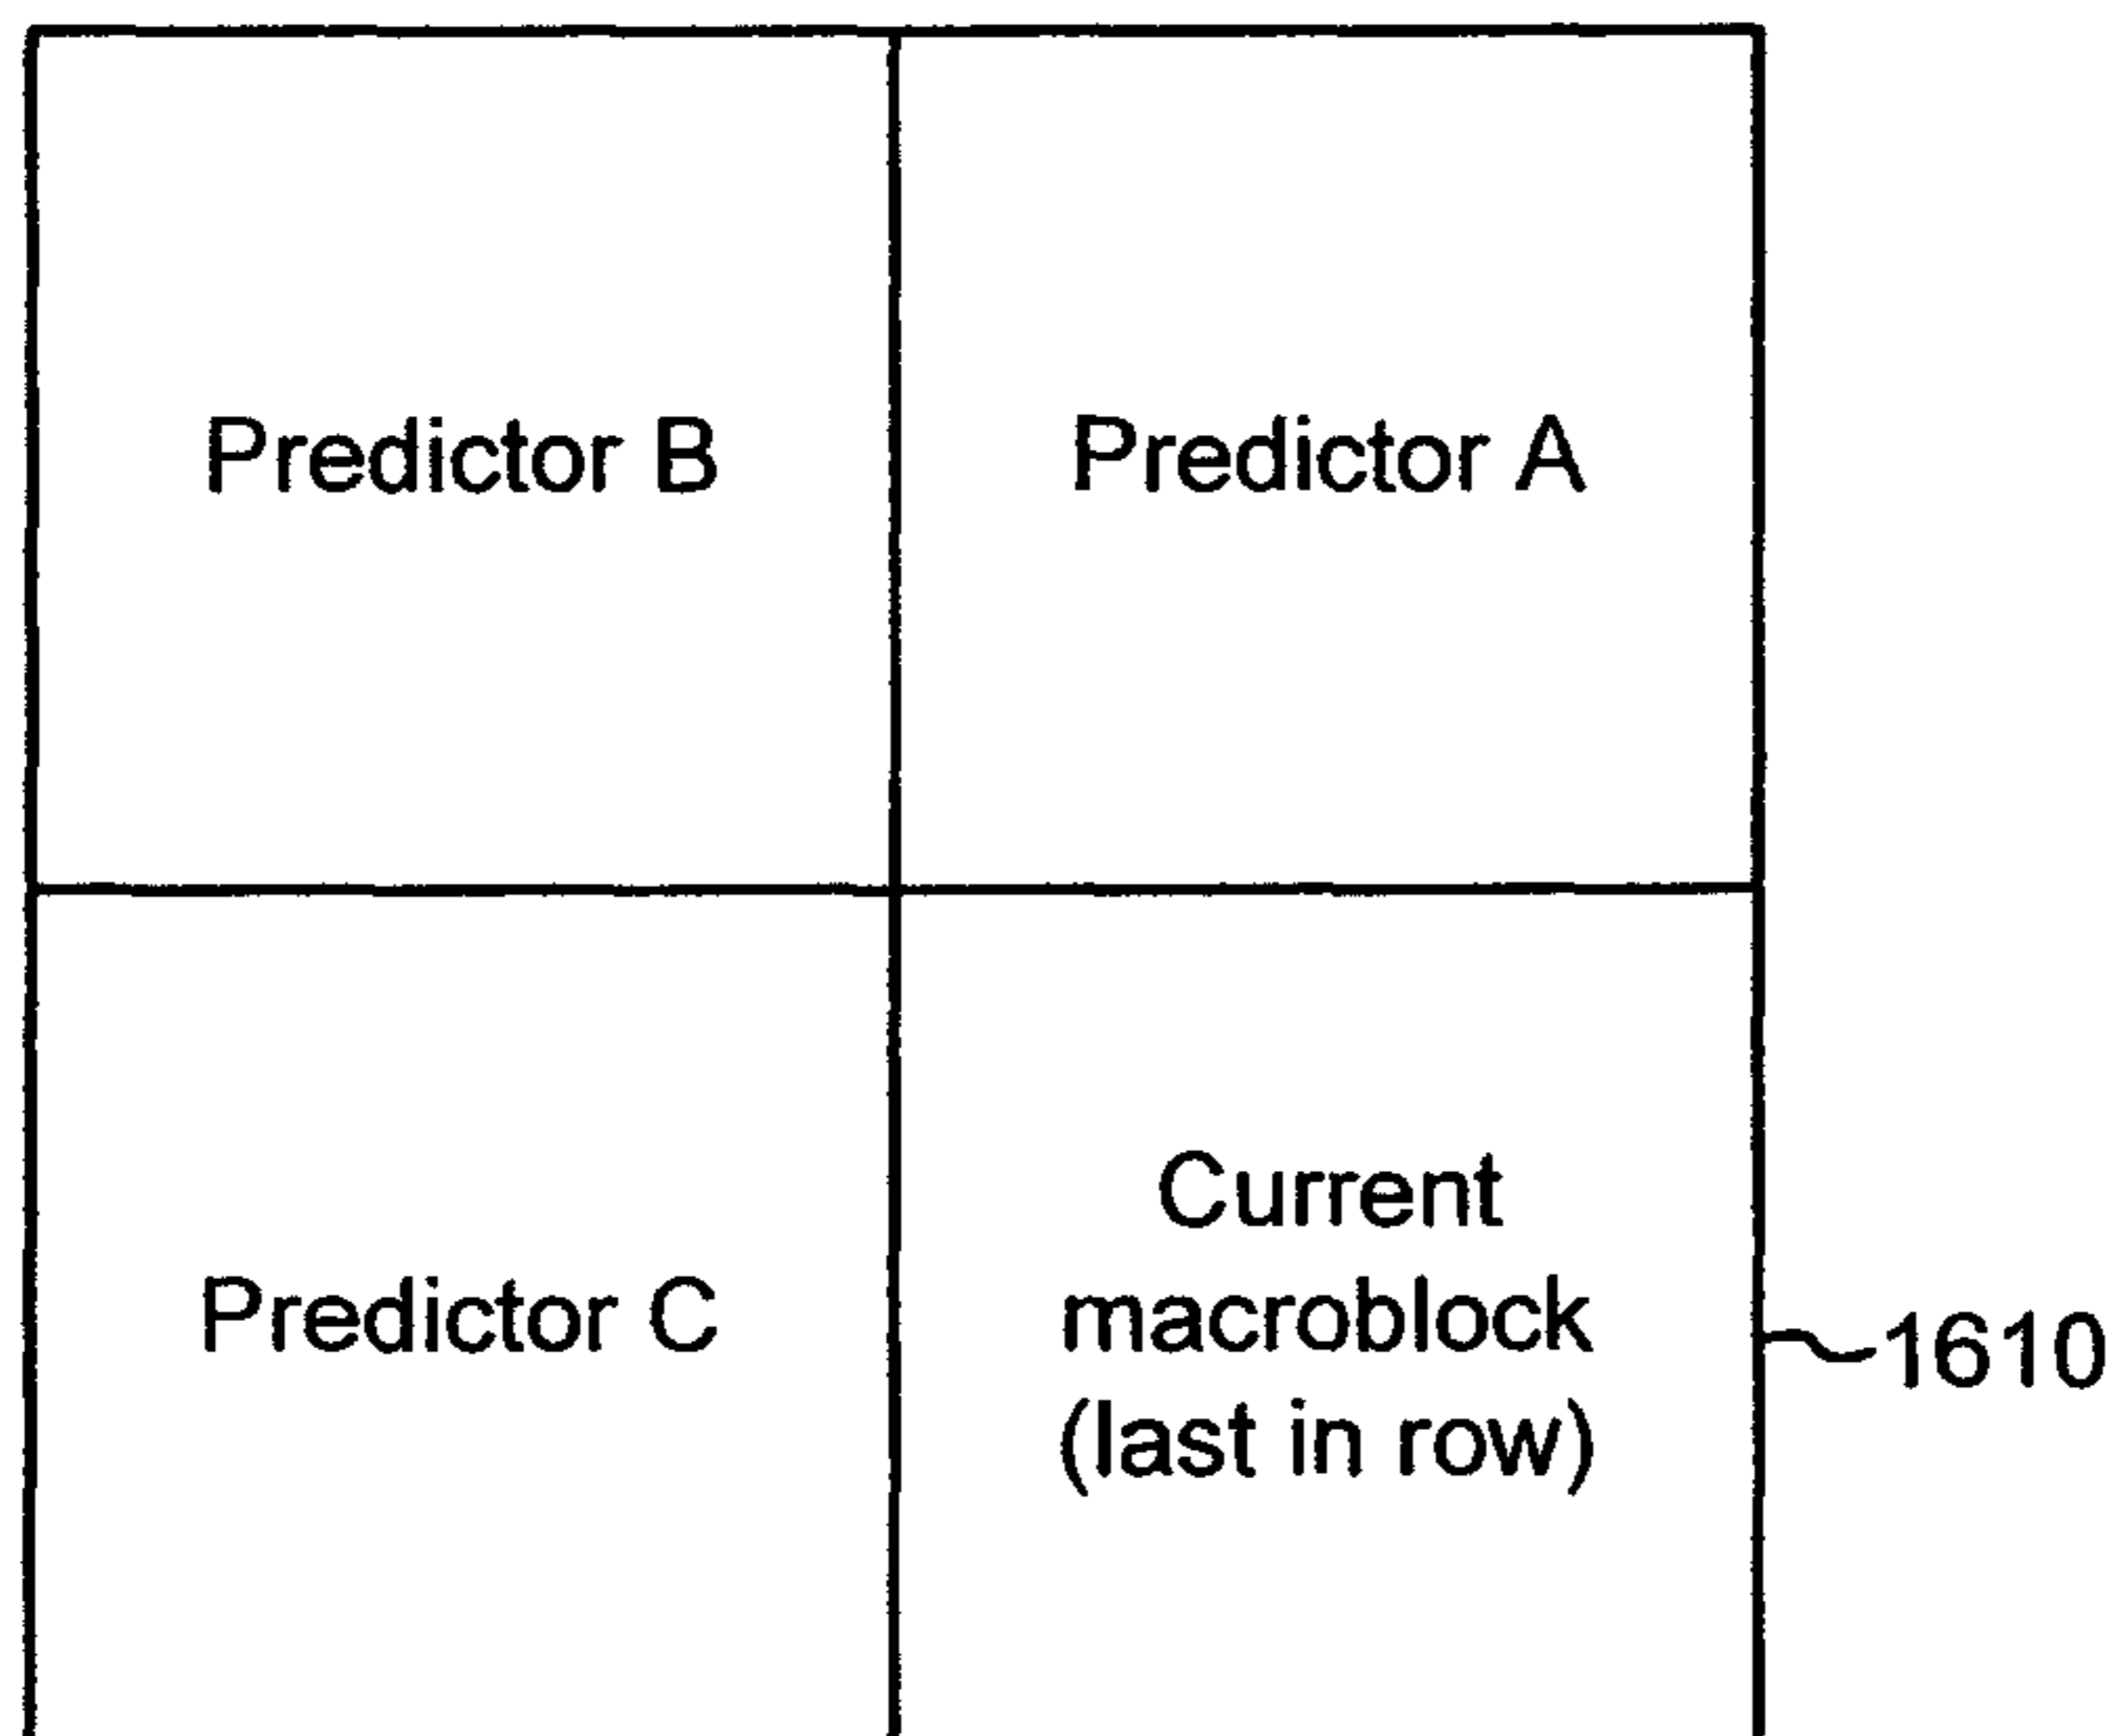 Predictor B
Predictor A
Predictor C
Current
macroblock
(last in row)
1610